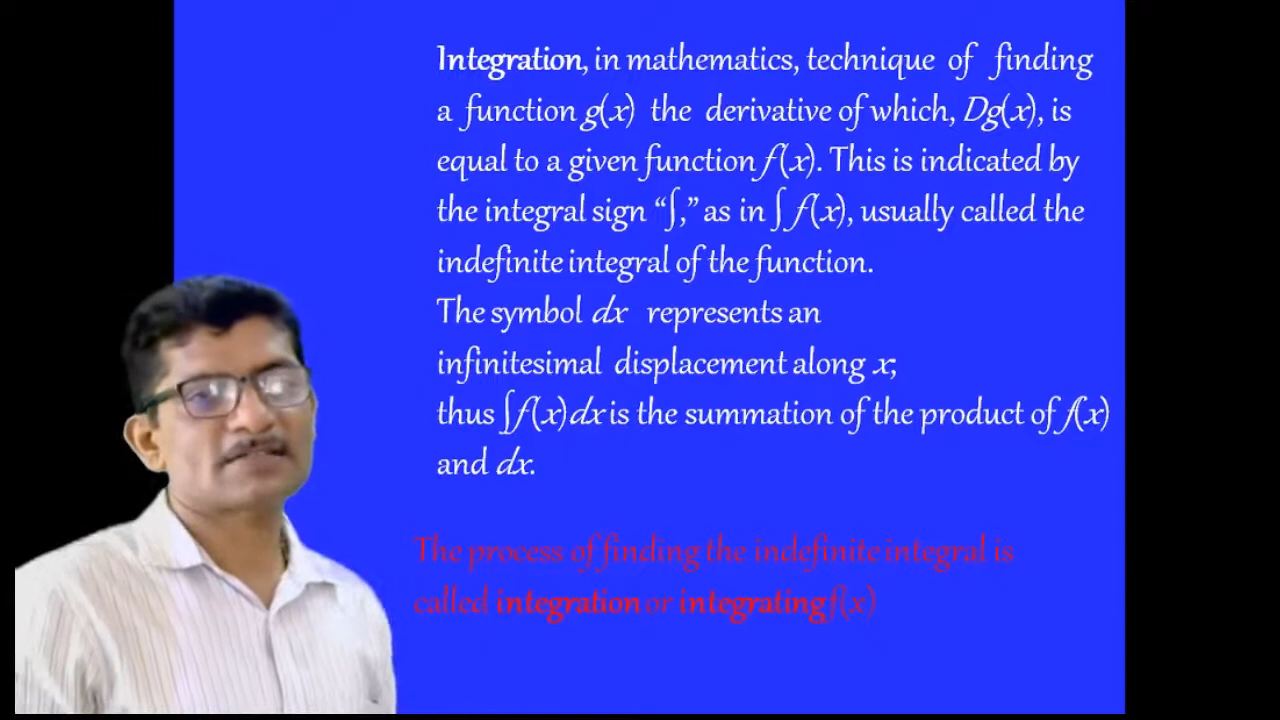 Integration, in mathematics, technique of finding
a function g(x) the derivative of which, Dg(x), is
equal to a given function f(x). This is indicated by
the integral sign “∫,” as in ∫ f(x), usually called the
indefinite integral of the function.
The symbol dx represents an
infinitesimal displacement along x;
thus ∫f(x)dx is the summation of the product of f(x)
and dx.
The process of finding the indefinite integral is
called integration or integrating f(x)